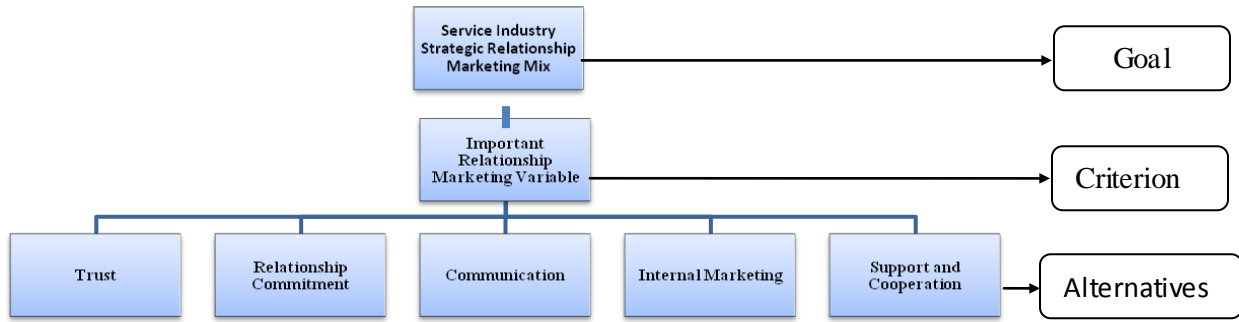 Service Industry
Strategic Relationship
Marketing Mix
Goal
Important
Relationship
Marketing Variable
Criterion
Trust
Relationship
Commitment
Communication
Internal Marketing
Support and
Cooperation
Alternatives